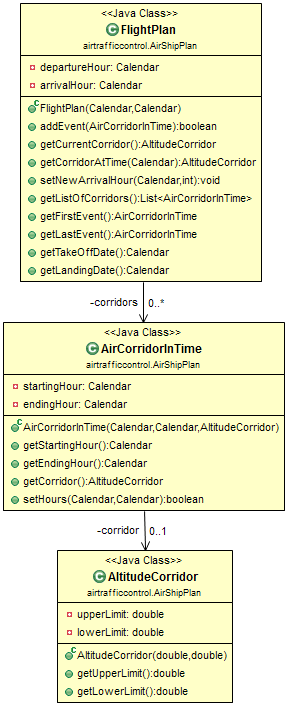 <<Java Class>>
FlightPlan
airtrafficcontrol.AirShipPlan
departureHour: Calendar
arrivalHour: Calendar
FlightPlan(Calendar,Calendar)
addEvent(AirCorridorInTime):boolean
getCurrentCorridor():AltitudeCorridor
getCorridorAtTime(Calendar):AltitudeCorridor
setNewArrivalHour(Calendar,int):void
getListOfCorridors():List<AirCorridorInTime>
getFirstEvent():AirCorridorInTime
getLastEvent():AirCorridorInTime
getTakeOffDate():Calendar
getLandingDate():Calendar
-corridors 0..*
<<Java Class>>
AirCorridorInTime
airtrafficcontrol.AirShipPlan
startingHour: Calendar
endingHour: Calendar
AirCorridorInTime(Calendar,Calendar,AltitudeCorridor)
getStartingHour():Calendar
getEndingHour():Calendar
getCorridor():AltitudeCorridor
setHours(Calendar,Calendar):boolean
-corridor 0..1
<<Java Class>>
AltitudeCorridor
airtrafficcontrol.AirShipPlan
upperLimit: double
lowerLimit: double
AltitudeCorridor(double,double)
getUpperLimit():double
getLowerLimit():double